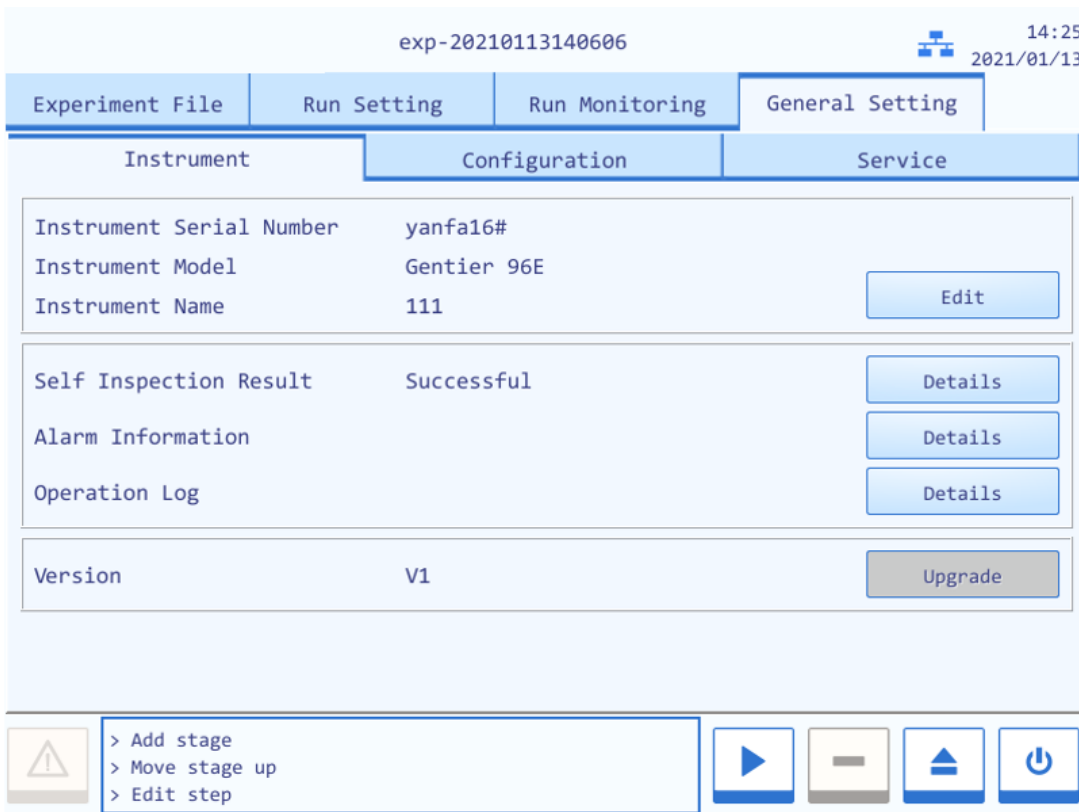 exp-20210113140606
14:25
2021/01/13
Experiment File Run Setting Run Monitoring General Setting
Instrument Configuration Service
Instrument Serial Number yanfa16#
Instrument Model Gentier 96E
Instrument Name 111
Edit
Self Inspection Result Successful Details
Alarm Information Details
Operation Log Details
Version V1 Upgrade
> Add stage
> Move stage up
> Edit step